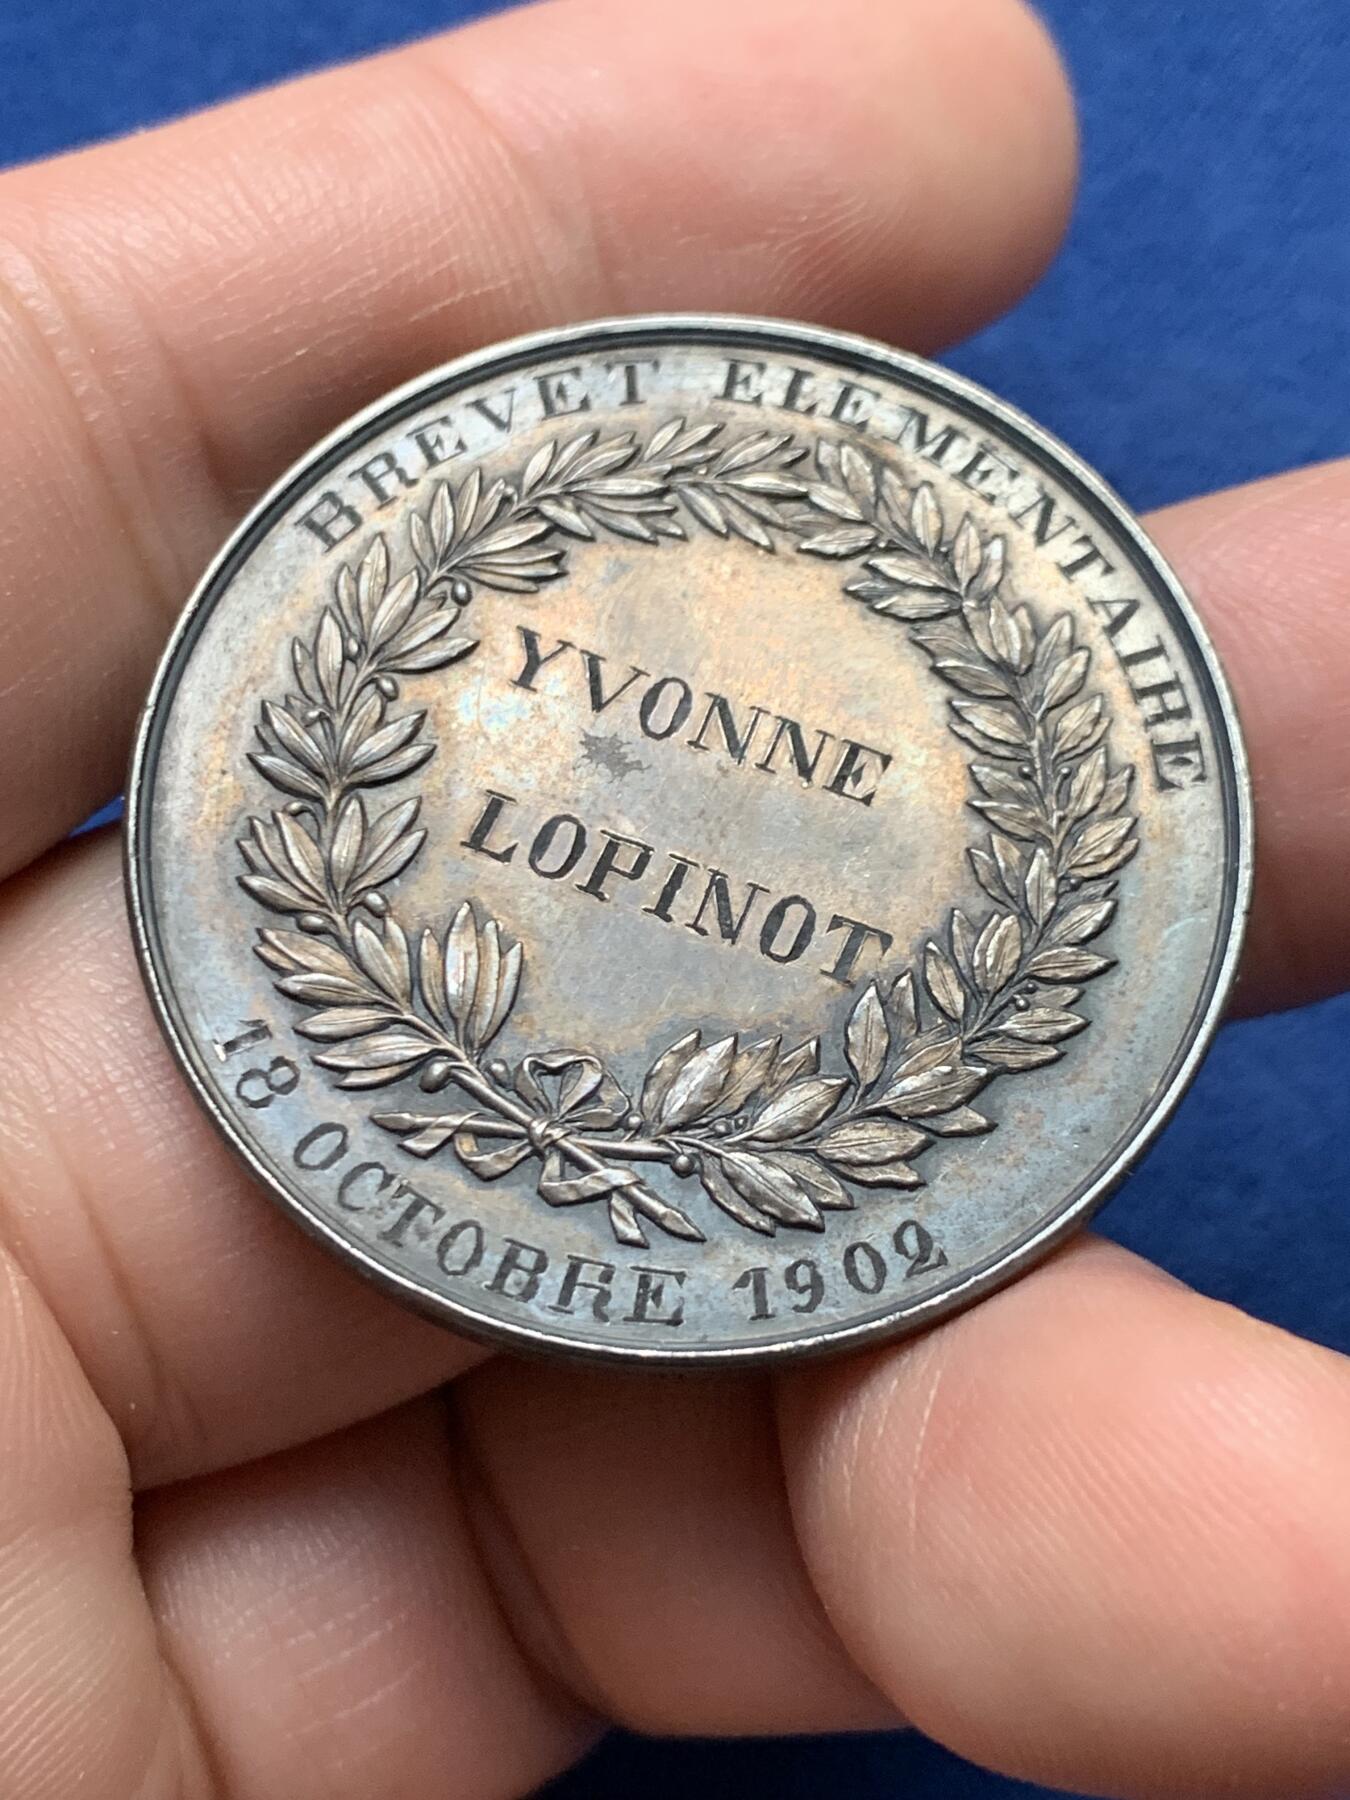 BREVET ELEMENTAIRE
YVONNE
LOPINOT
18 OCTOBRE 1902